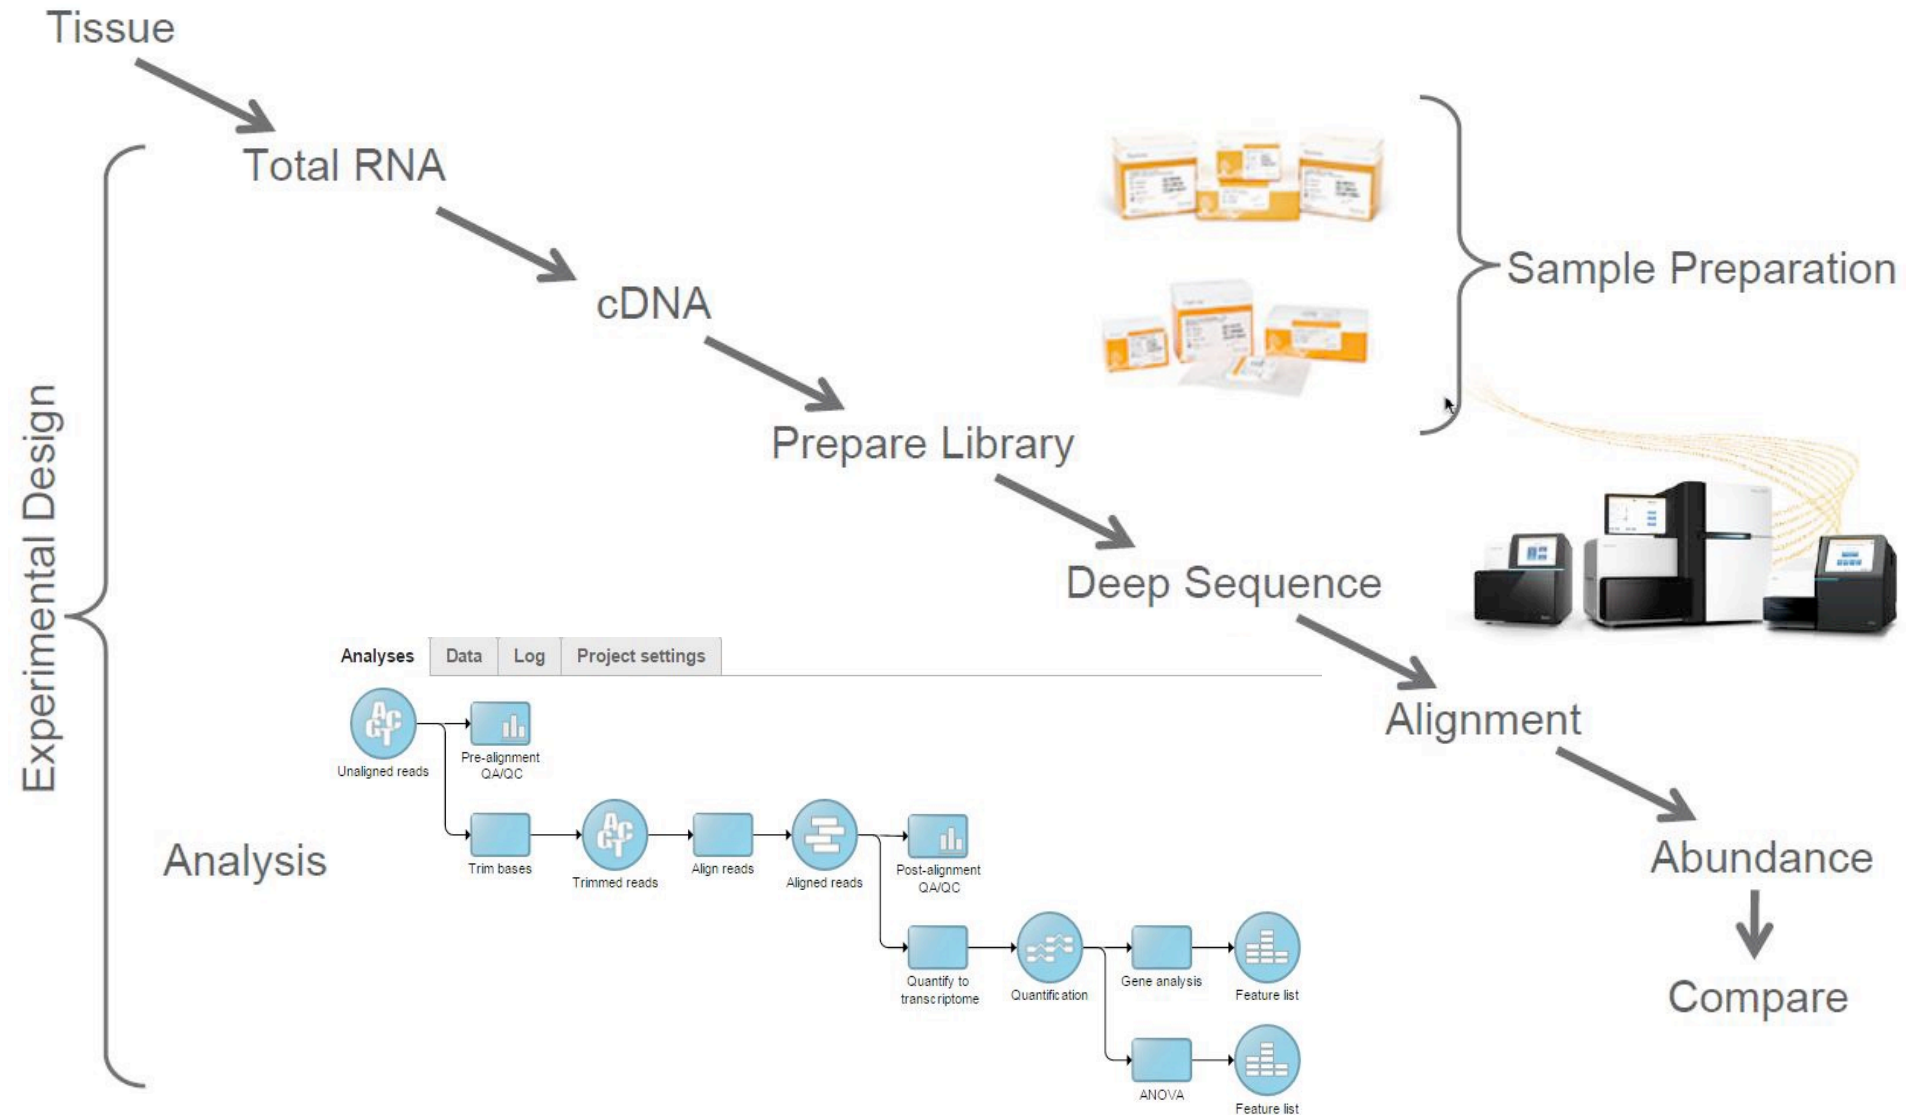 Tissue
Total RNA
cDNA
Prepare Library
Deep Sequence
Alignment
Abundance
Compare
Sample Preparation
Experimental Design
Analysis
Analyses
Data
Log
Project settings
Unaligned reads
Pre-alignment
QA/QC
Trim bases
Trimmed reads
Align reads
Aligned reads
Post-alignment
QA/QC
Quantify to
transcriptome
Quantification
Gene analysis
Feature list
ANOVA
Feature list